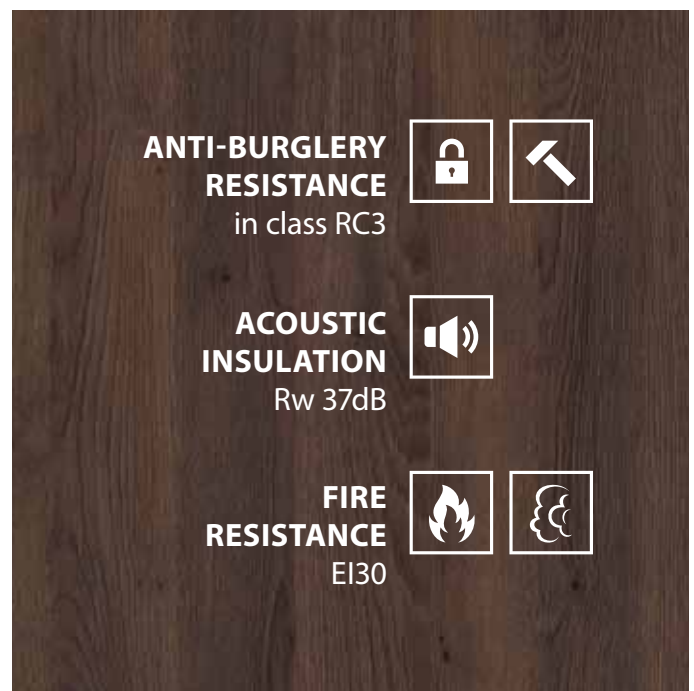 ANTI-BURGLERY
RESISTANCE
in class RC3
ACOUSTIC
INSULATION
Rw 37dB
FIRE
RESISTANCE
EI30